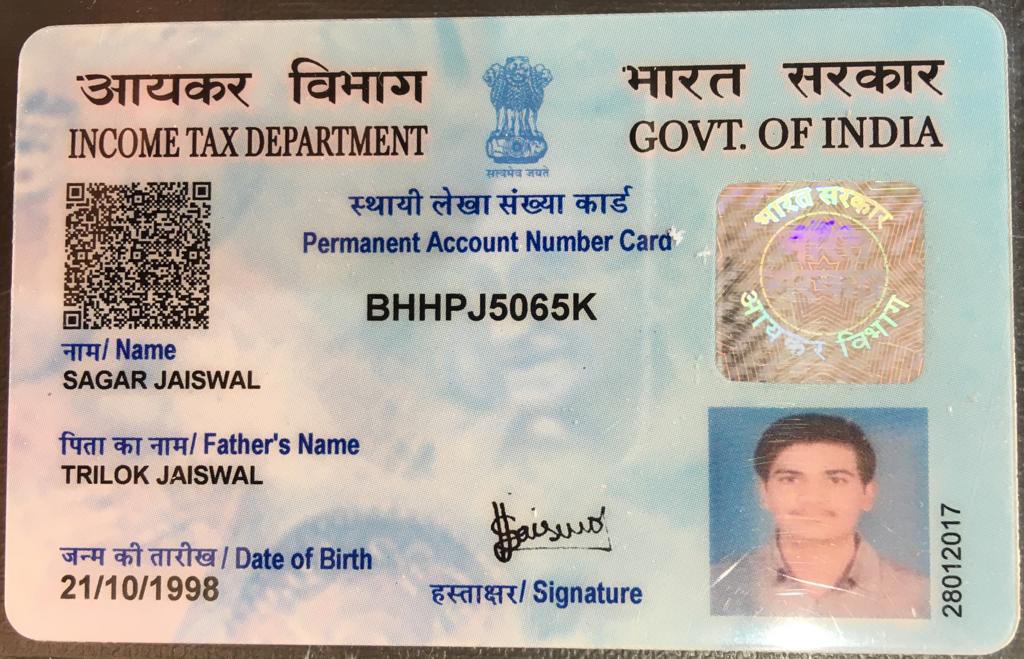 आयकर विभाग
INCOME TAX DEPARTMENT
भारत सरकार
GOVT. OF INDIA
सत्यमेव जयते
स्थायी लेखा संख्या कार्ड
Permanent Account Number Card
BHHPJ5065K
भारत सरकार
आयकर विभाग
नाम/ Name
SAGAR JAISWAL
पिता का नाम/ Father's Name
TRILOK JAISWAL
जन्म की तारीख / Date of Birth
21/10/1998
Jaiswal
हस्ताक्षर/ Signature
28012017